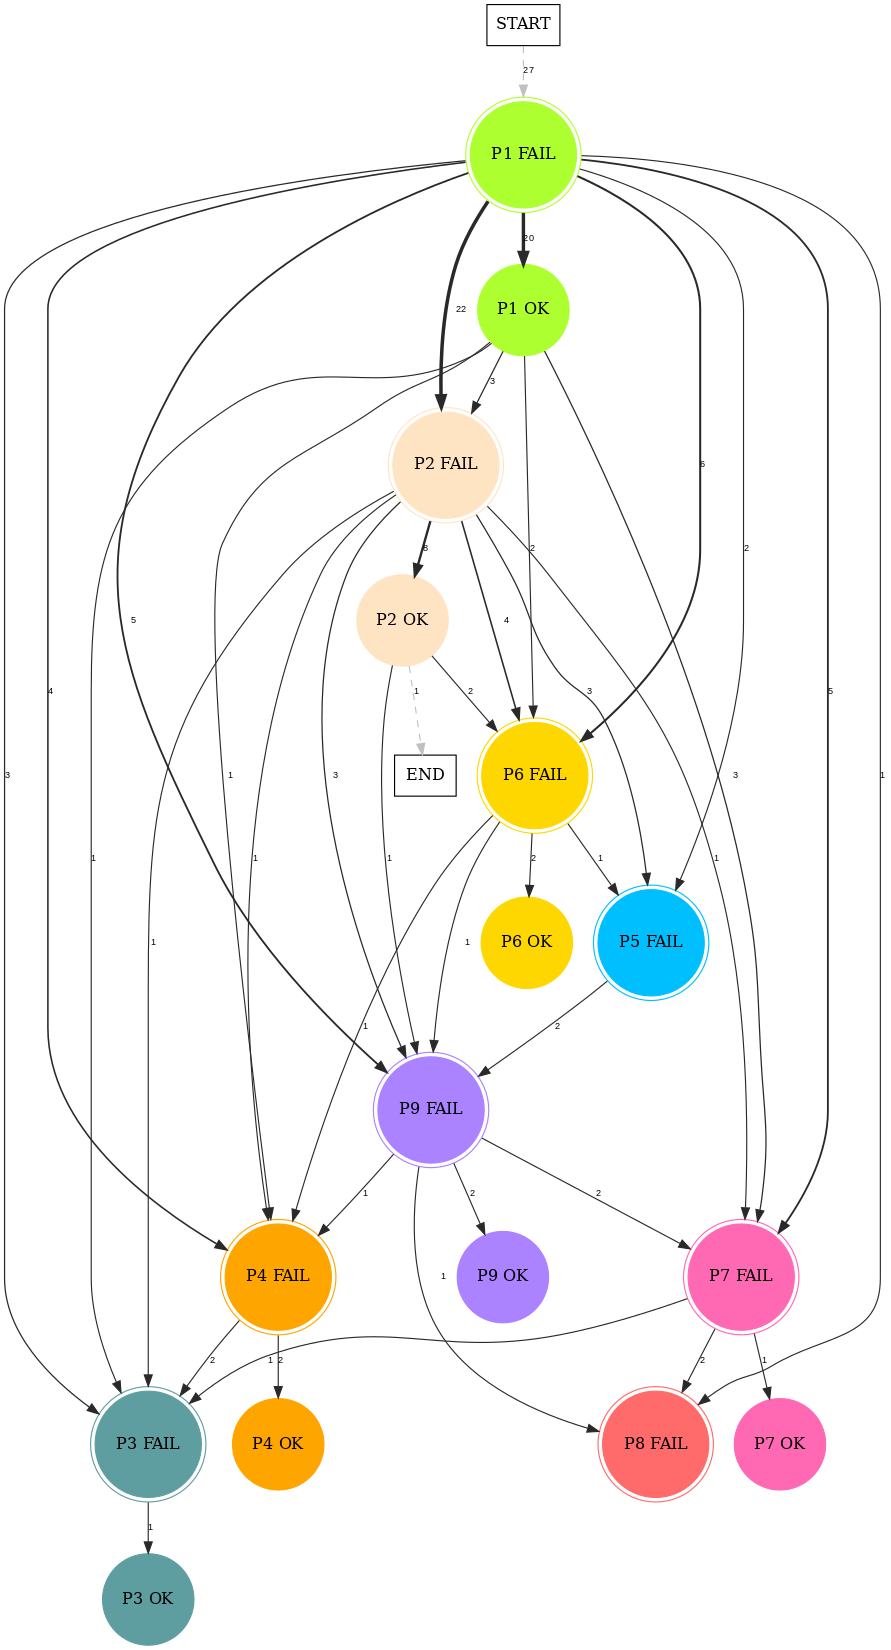 START
27
P1 FAIL
20
P1 OK
22
3
P2 FAIL
6
8
2
2
P2 OK
5
4
4
1
2
3
2
5
3
1
3
END
P6 FAIL
3
1
1
1
1
2
1
1
P6 OK
P5 FAIL
1
1
1
2
P9 FAIL
1
2
2
P4 FAIL
1
P9 OK
P7 FAIL
2
1
2
2
1
P3 FAIL
P4 OK
P8 FAIL
P7 OK
1
P3 OK